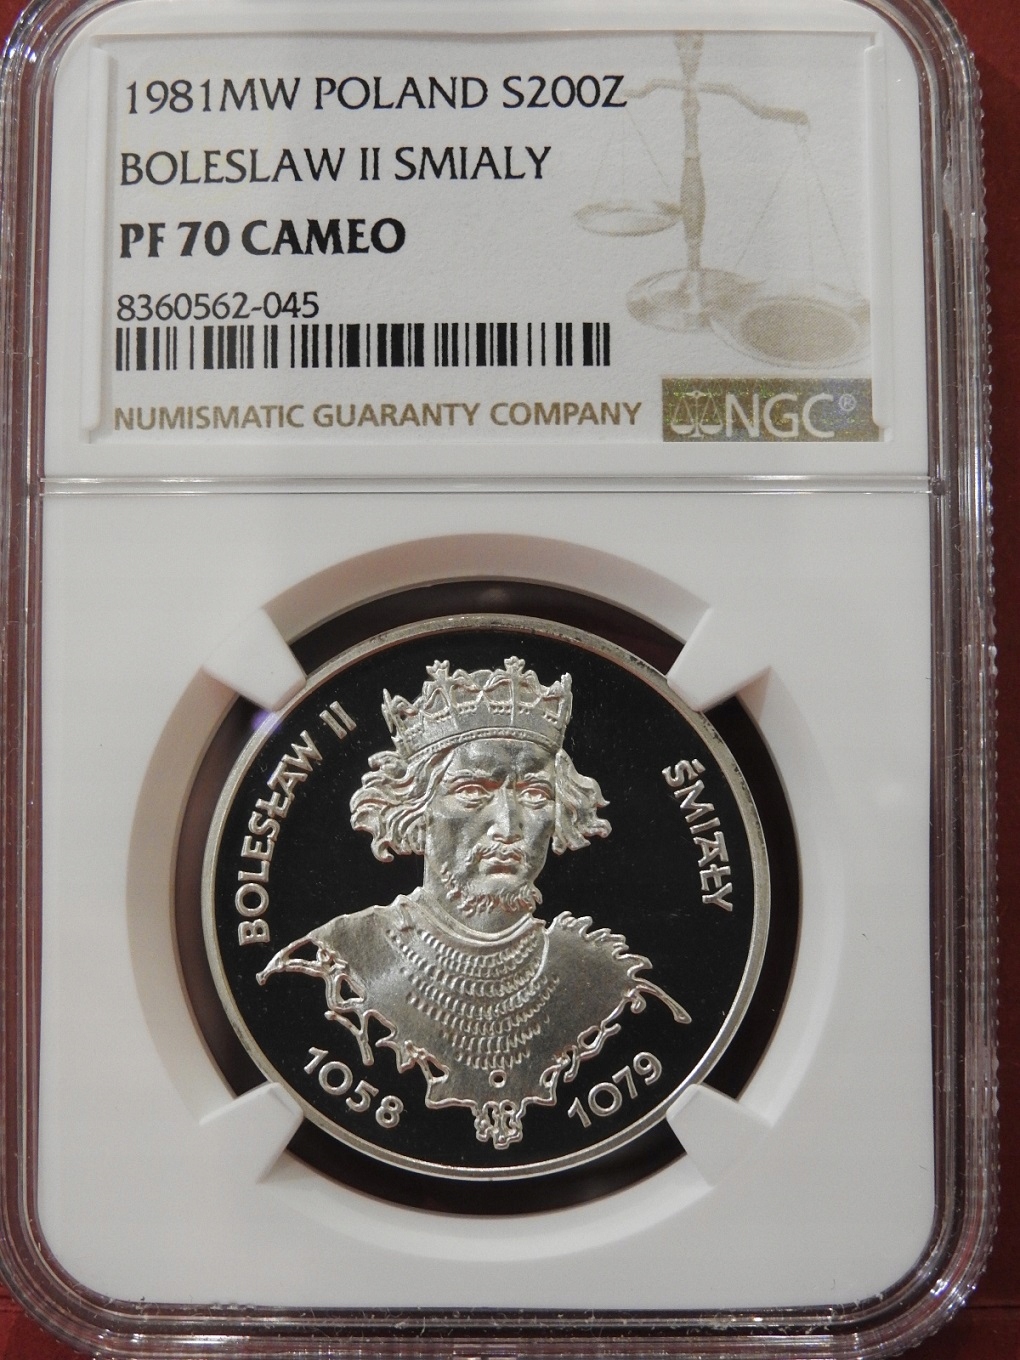 1981MW POLAND S200Z
BOLESLAW II SMIALY
PF 70 CAMEO
8360562-045
NUMISMATIC GUARANTY COMPANY
NGC®
BOLESŁAW II
ŚMIAŁY
1058
1079